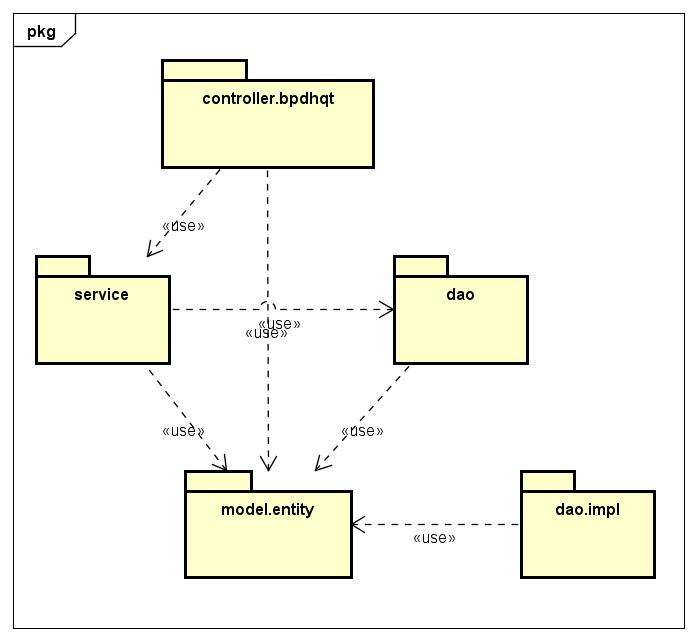 pkg
controller.bpdhqt
«use»
service
dao
«use»
«use»
«use»
«use»
model.entity
dao.impl
«use»